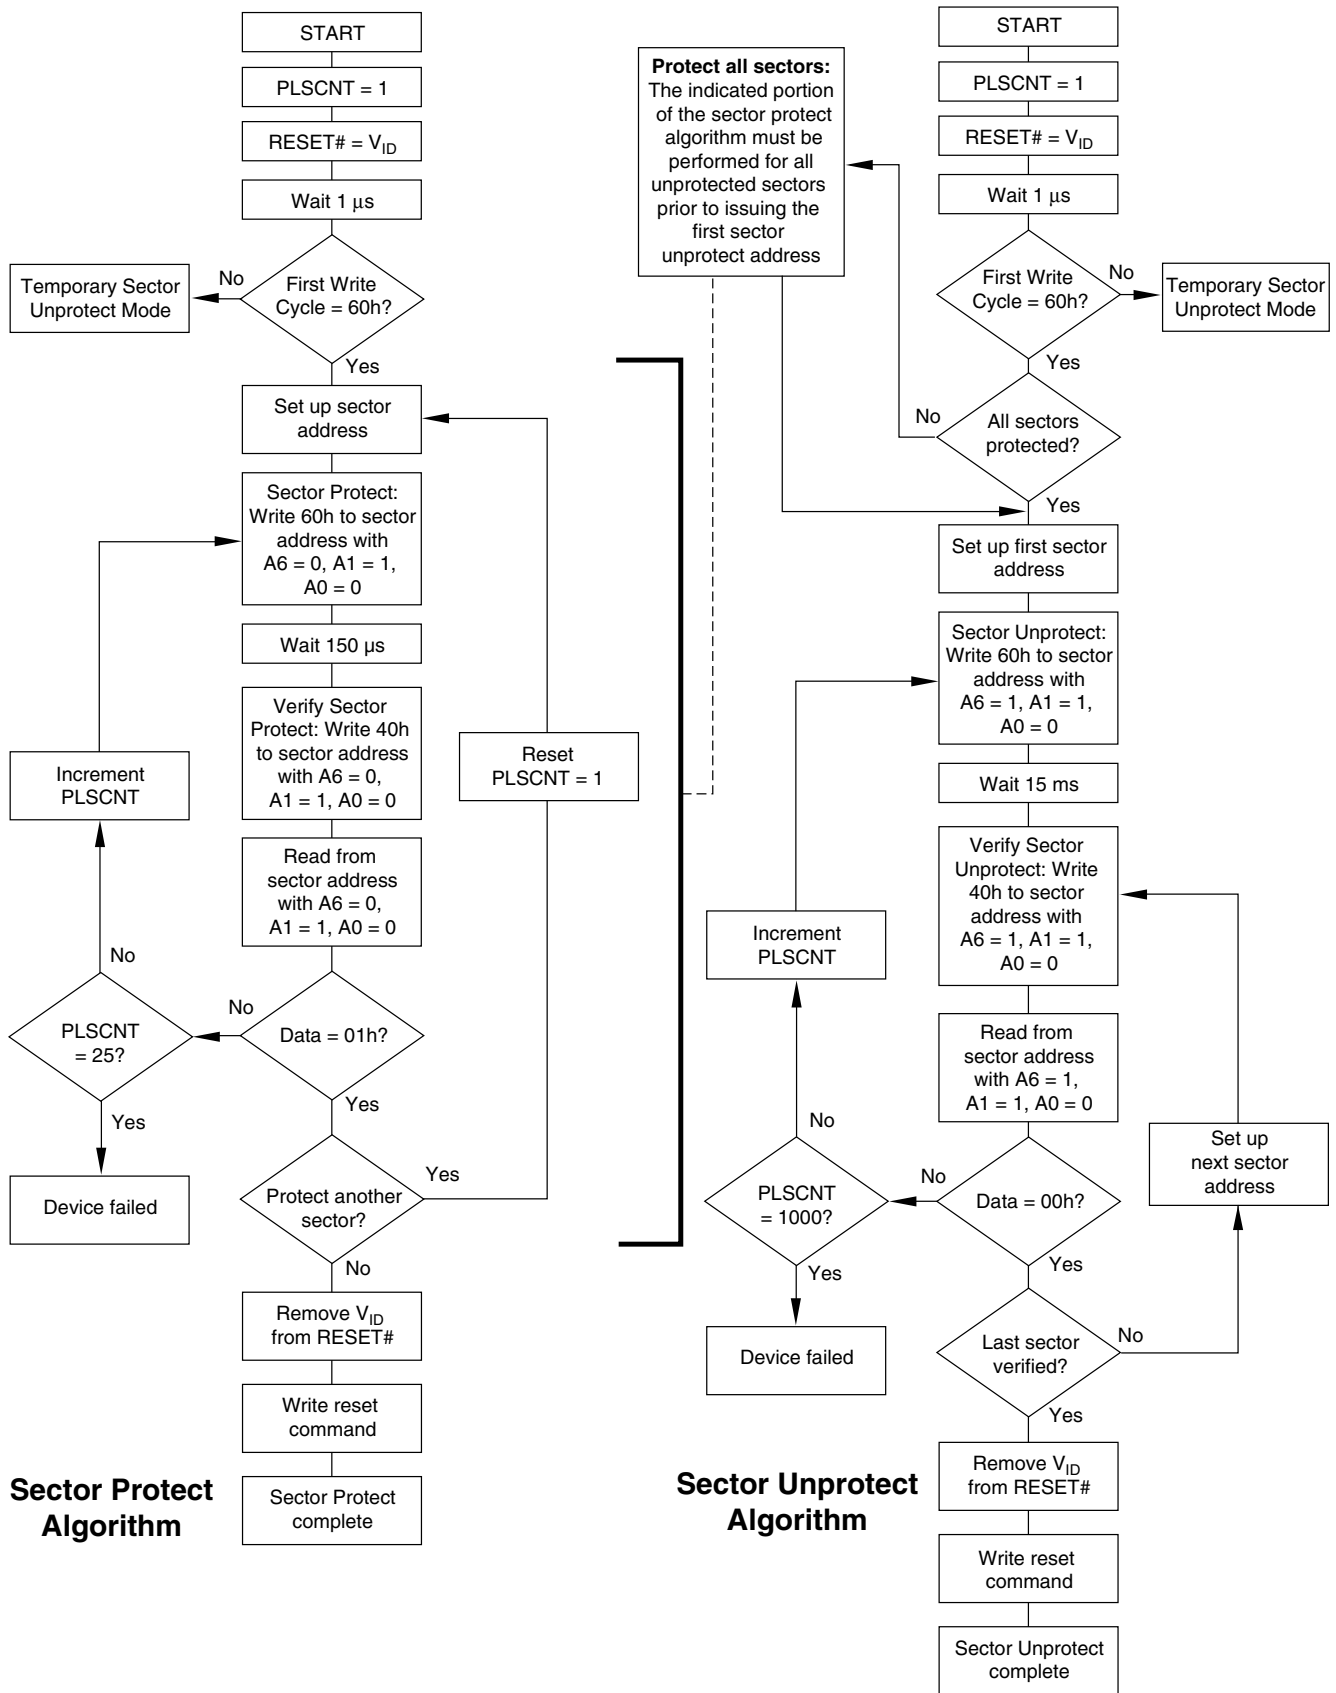 START
PLSCNT = 1
RESET# = VID
Wait 1 μs
First Write
Cycle = 60h?
No
Temporary Sector
Unprotect Mode
Yes
Set up sector
address
Sector Protect:
Write 60h to sector
address with
A6 = 0, A1 = 1,
A0 = 0
Wait 150 µs
Verify Sector
Protect: Write 40h
to sector address
with A6 = 0,
A1 = 1, A0 = 0
Reset
PLSCNT = 1
Increment
PLSCNT
Read from
sector address
with A6 = 0,
A1 = 1, A0 = 0
No
No
PLSCNT
= 25?
Data = 01h?
Yes
Yes
Device failed
Protect another
sector?
Yes
No
Remove VID
from RESET#
Write reset
command
Sector Protect
complete
Sector Protect
Algorithm
Protect all sectors:
The indicated portion
of the sector protect
algorithm must be
performed for all
unprotected sectors
prior to issuing the
first sector
unprotect address
START
PLSCNT = 1
RESET# = VID
Wait 1 μs
First Write
Cycle = 60h?
No
Temporary Sector
Unprotect Mode
Yes
No
All sectors
protected?
Yes
Set up first sector
address
Sector Unprotect:
Write 60h to sector
address with
A6 = 1, A1 = 1,
A0 = 0
Wait 15 ms
Verify Sector
Unprotect: Write
40h to sector
address with
A6 = 1, A1 = 1,
A0 = 0
Increment
PLSCNT
Read from
sector address
with A6 = 1,
A1 = 1, A0 = 0
No
Set up
next sector
address
No
PLSCNT
= 1000?
Data = 00h?
Yes
Yes
Device failed
Last sector
verified?
No
Yes
Remove VID
from RESET#
Write reset
command
Sector Unprotect
complete
Sector Unprotect
Algorithm